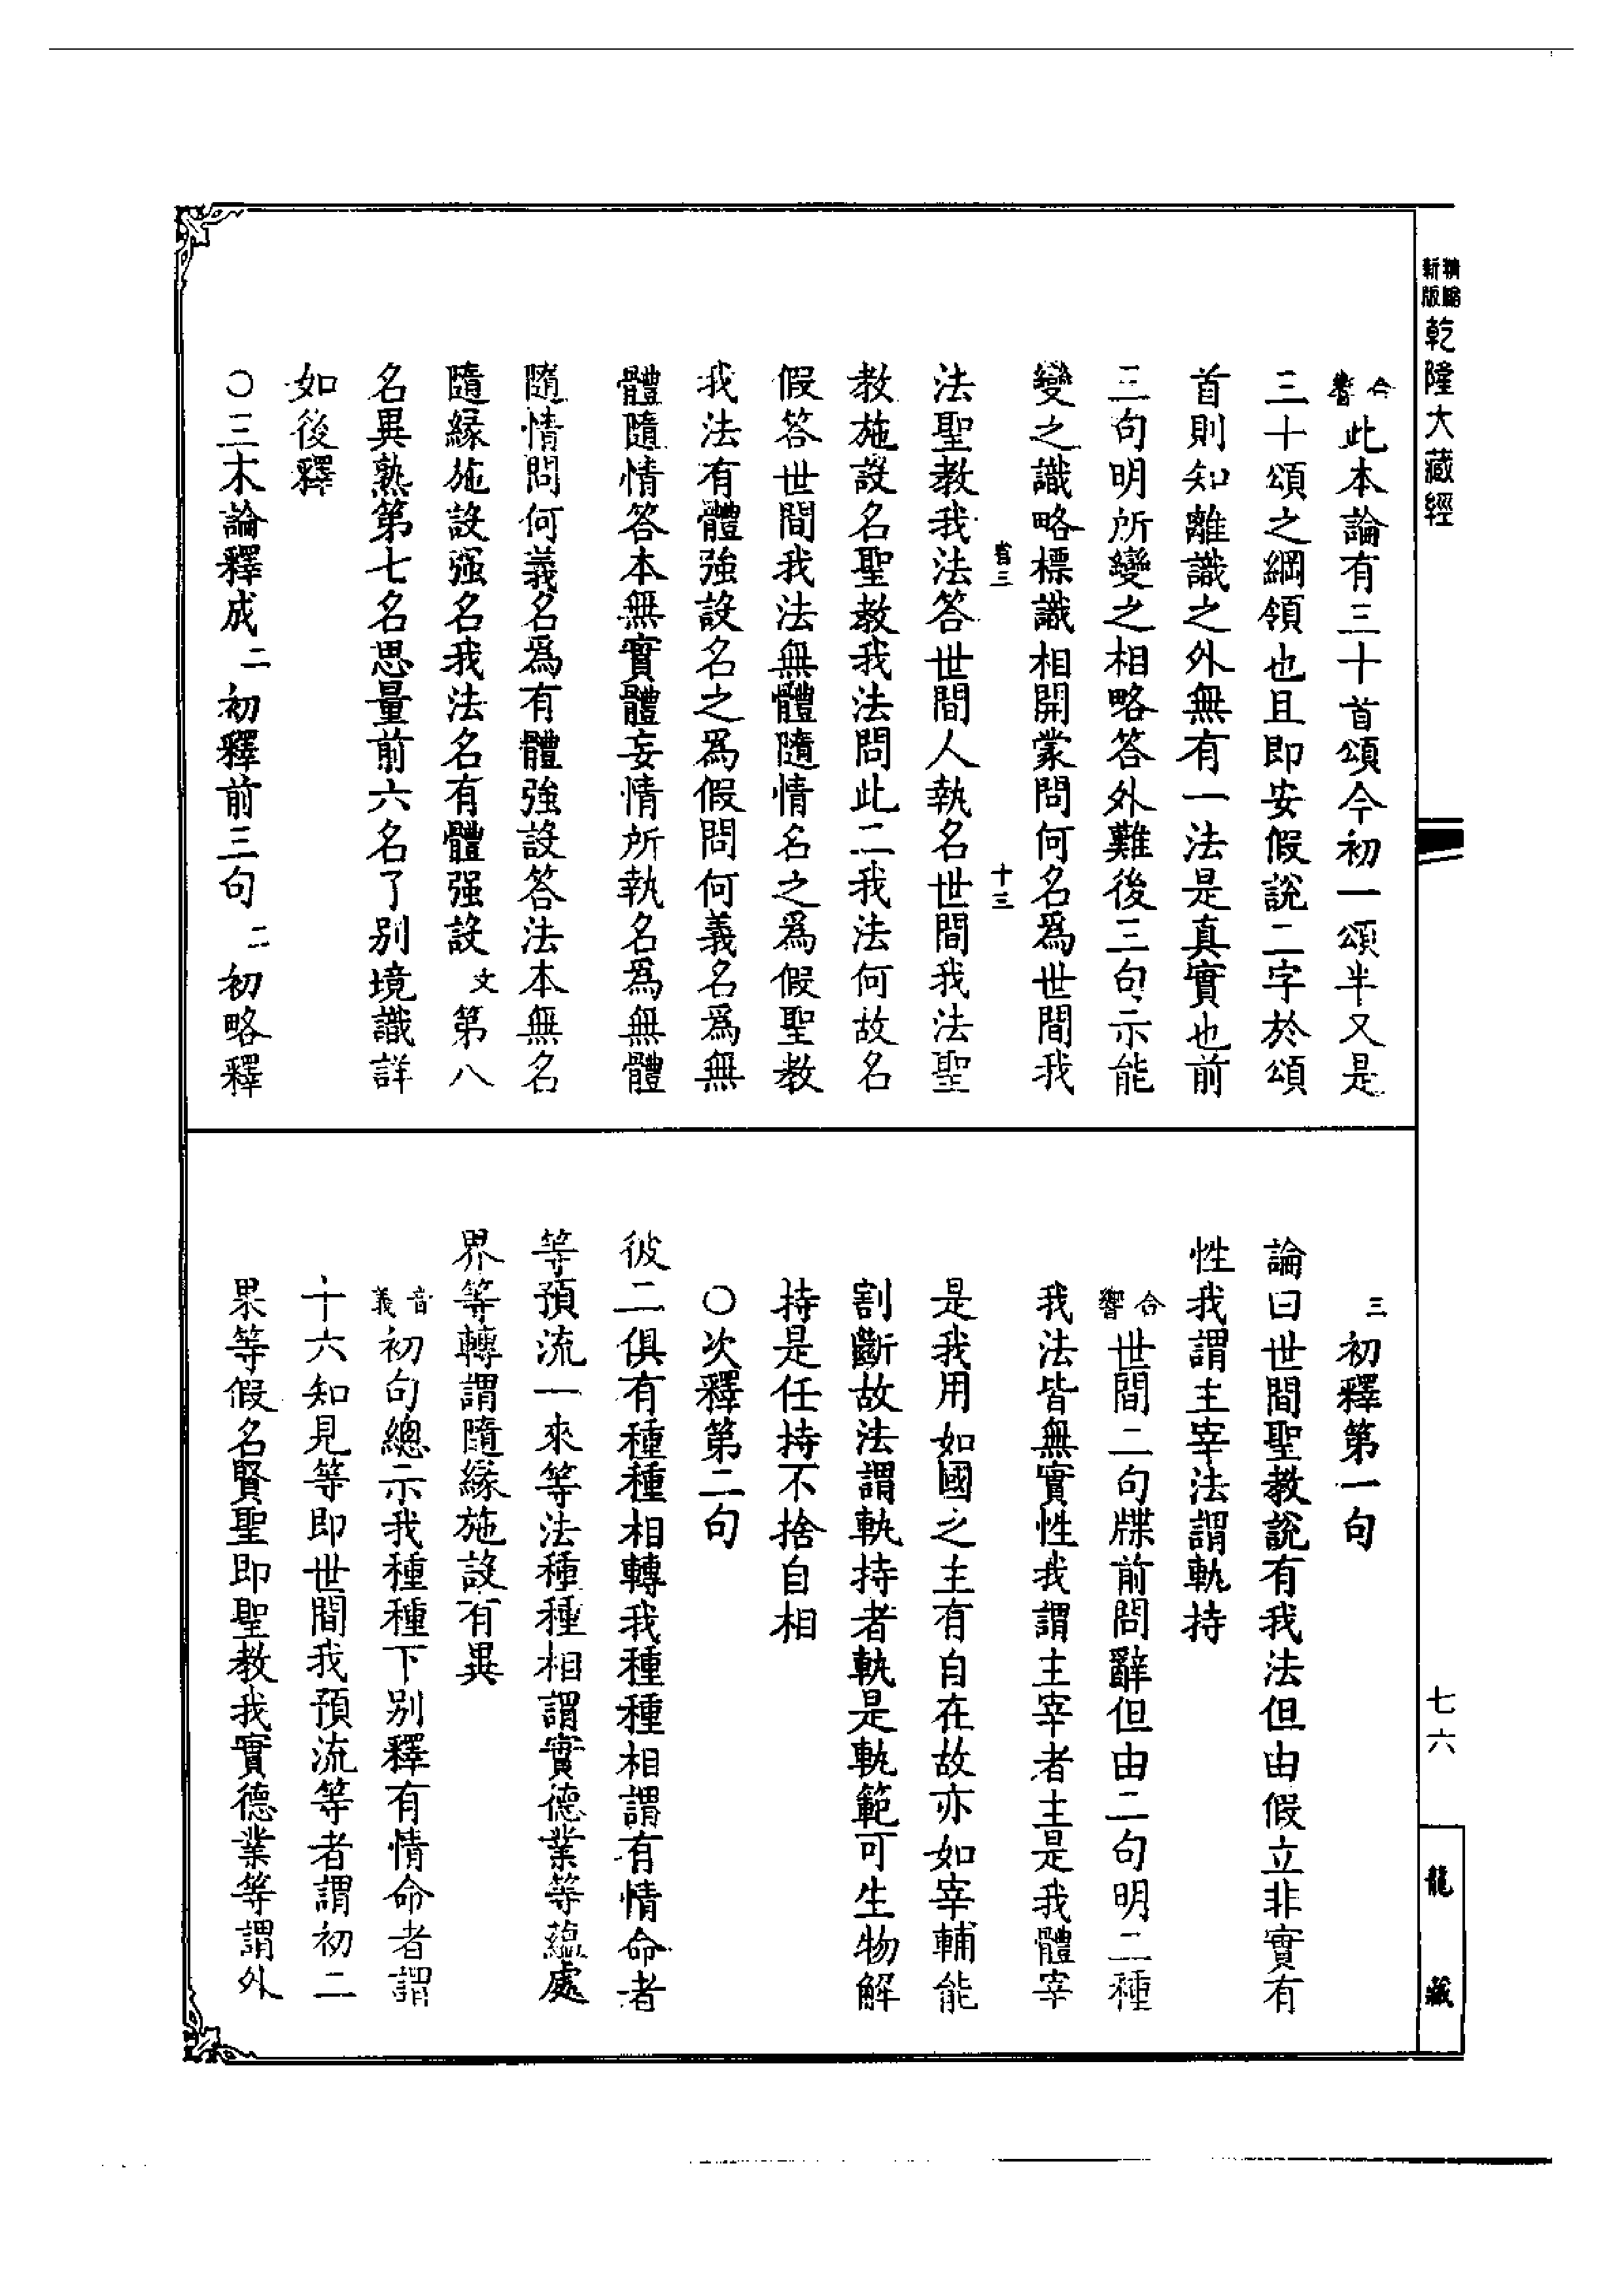 精縮
新版
乾隆大藏經
七六
龍藏
合響此本論有三十首頌今初一頌半又是
三十頌之綱領也且即安假說二字於頌
首則知離識之外無有一法是真實也前
三句明所變之相略答外難後三句示能
變之識略標識相開蒙問何名為世間我
省三
十三
法聖教我法答世間人執名世間我法聖
教施設名聖教我法問此二我法何故名
假答世間我法無體隨情名之為假聖教
我法有體強設名之為假問何義名為無
體隨情答本無實體妄情所執名為無體
隨情問何義名為有體強設答法本無名
隨緣施設强名我法名有體强設文第八
名異熟第七名思量前六名了別境識詳
如後釋
○三本論釋成二初釋前三句二初略釋
三初釋第一句
論曰世間聖教說有我法但由假立非實有
性我謂主宰法謂軌持
合響世間二句牒前問辭但由二句明二種
我法皆無實性我謂主宰者主是我體宰
是我用如國之主有自在故亦如宰輔能
割斷故法謂軌持者軌是軌範可生物解
持是任持不捨自相
○次釋第二句
彼二俱有種種相轉我種種相謂有情命者
等預流一來等法種種相謂實德業等蘊處
界等轉謂隨緣施設有異
音義初句總示我種種下別釋有情命者謂
十六知見等即世間我預流等者謂初二
果等假名賢聖即聖教我實德業等謂外